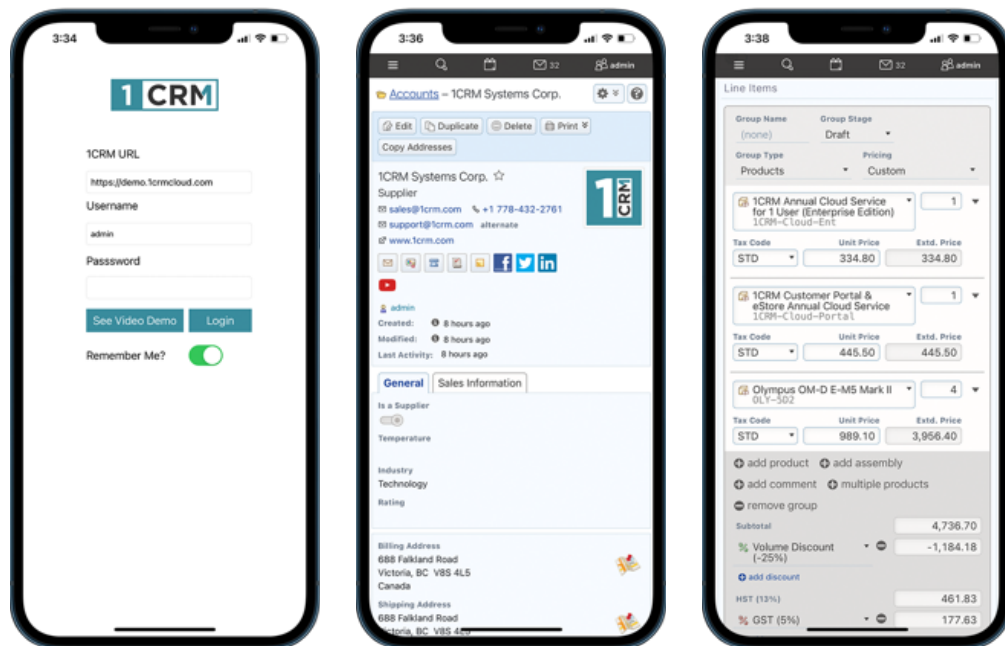 3:34
1 CRM
1CRM URL
https://demo.1crmcloud.com
Username
admin
Passsword
See Video Demo Login
Remember Me?
3:36
32 admin
Accounts – 1CRM Systems Corp.
Edit Duplicate Delete Print
Copy Addresses
1CRM Systems Corp.
Supplier
sales@1crm.com +1 778-432-2761
support@1crm.com alternate
www.1crm.com
1 CRM
admin
Created: 8 hours ago
Modified: 8 hours ago
Last Activity: 8 hours ago
General Sales Information
Is a Supplier
Temperature
Industry
Technology
Rating
Billing Address
688 Falkland Road
Victoria, BC V8S 4L5
Canada
Shipping Address
688 Falkland Road
Victoria, BC V8S 4L5
3:38
32 admin
Line Items
Group Name Group Stage
(none) Draft
Group Type Pricing
Products Custom
1CRM Annual Cloud Service 1
for 1 User (Enterprise Edition)
1CRM-Cloud-Ent
Tax Code Unit Price Extd. Price
STD 334.80 334.80
1CRM Customer Portal & 1
eStore Annual Cloud Service
1CRM-Cloud-Portal
Tax Code Unit Price Extd. Price
STD 445.50 445.50
Olympus OM-D E-M5 Mark II 4
OLY-5D2
Tax Code Unit Price Extd. Price
STD 989.10 3,956.40
add product add assembly
add comment multiple products
remove group
Subtotal 4,736.70
% Volume Discount -1,184.18
(-25%)
add discount
HST (13%) 461.83
% GST (5%) 177.63